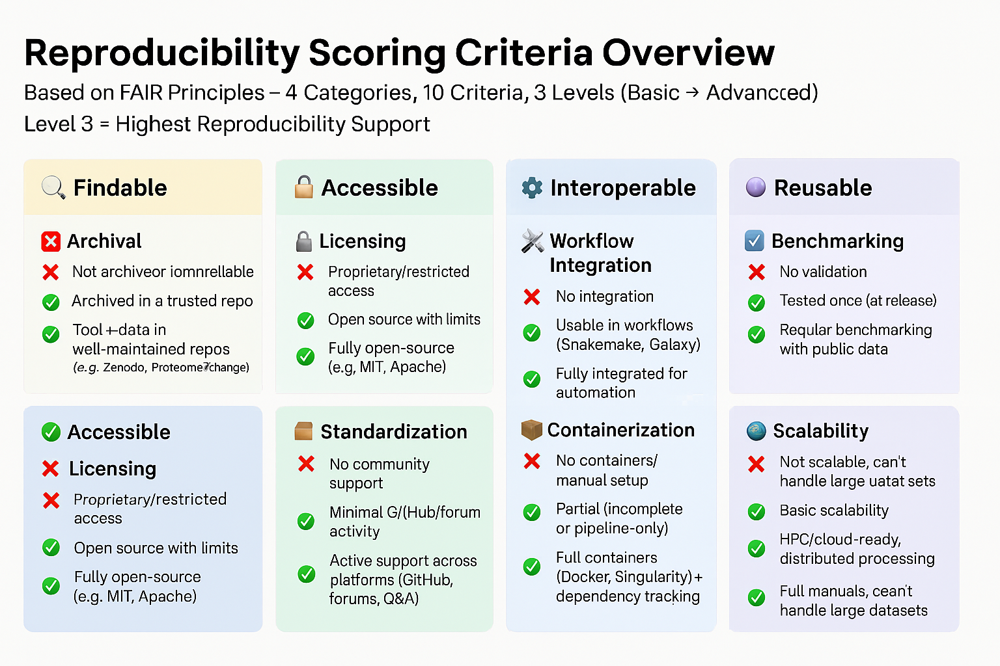 Reproducibility Scoring Criteria Overview
Based on FAIR Principles – 4 Categories, 10 Criteria, 3 Levels (Basic → Advancced)
Level 3 = Highest Reproducibility Support
Findable
Archival
Not archiveor iomnrellable
Archived in a trusted repo
Tool +data in
well-maintained repos
(e.g. Zenodo, Proteome?change)
Accessible
Licensing
Proprietary/restricted
access
Open source with limits
Fully open-source
(e.g. MIT, Apache)
Accessible
Licensing
Proprietary/restricted
access
Open source with limits
Fully open-source
(e.g, MIT, Apache)
Standardization
No community
support
Minimal G/(Hub/forum
activity
Active support across
platforms (GitHub,
forums, Q&A)
Interoperable
Workflow
Integration
No integration
Usable in workflows
(Snakemake, Galaxy)
Fully integrated for
automation
Containerization
No containers/
manual setup
Partial (incomplete
or pipeline-only)
Full containers
(Docker, Singularity) +
dependency tracking
Reusable
Benchmarking
No validation
Tested once (at release)
Reqular benchmarking
with public data
Scalability
Not scalable, can't
handle large uatat sets
Basic scalability
HPC/cloud-ready,
distributed processing
Full manuals, cean't
handle large datasets